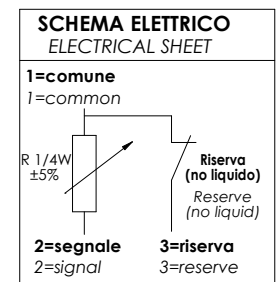 SCHEMA ELETTRICO
ELECTRICAL SHEET
1=comune
1=common
R 1/4W
±5%
Riserva
(no liquido)
Reserve
(no liquid)
2=segnale
2=signal
3=riserva
3=reserve